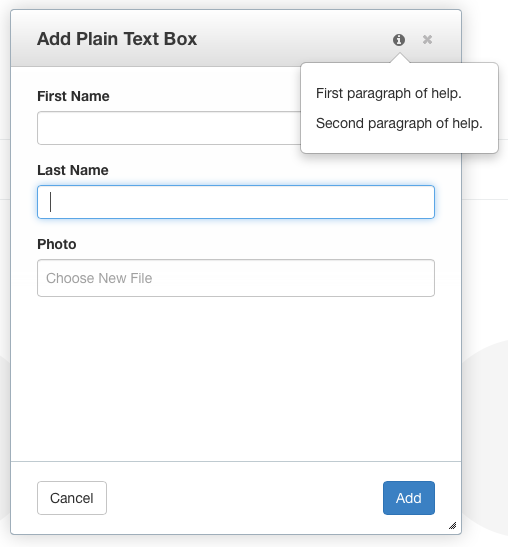 Add Plain Text Box
First Name
First paragraph of help.
Second paragraph of help.
Last Name
Photo
Choose New File
Cancel
Add